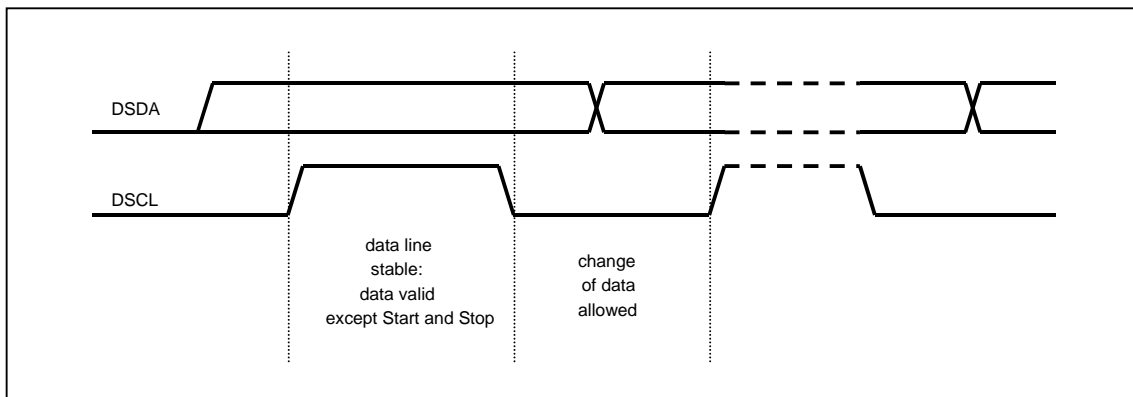 DSDA
DSCL
data line
stable:
data valid
except Start and Stop
change
of data
allowed